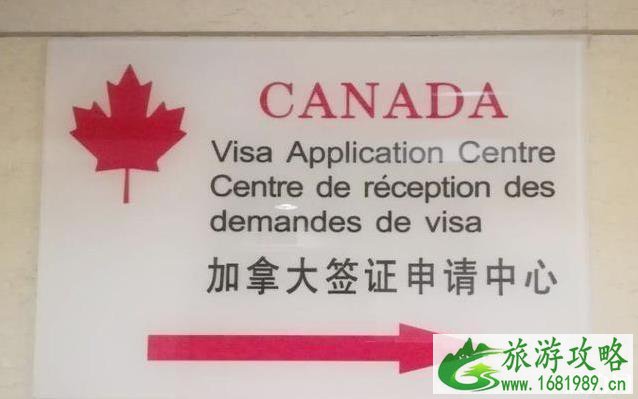 CANADA
Visa Application Centre
Centre de réception des
demandes de visa
加拿大签证申请中心
旅游攻略
www.1681989.cn